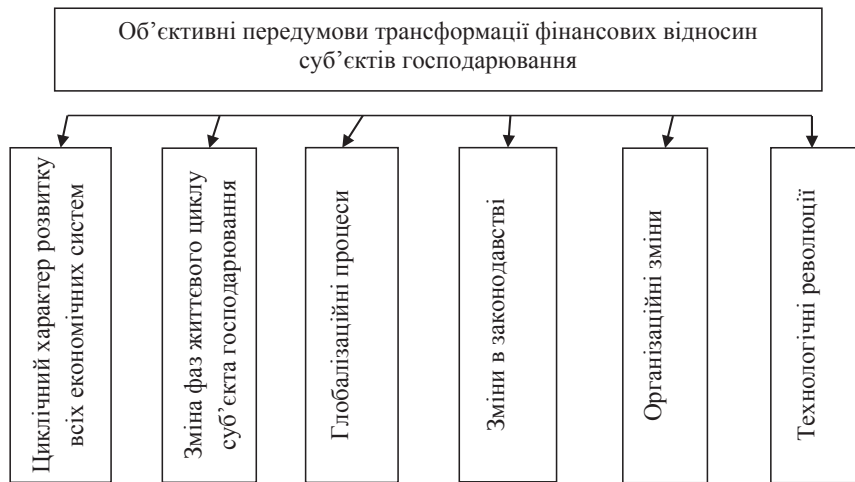 Об’єктивні передумови трансформації фінансових відносин
суб’єктів господарювання
Циклічний характер розвитку
всіх економічних систем
Зміна фаз життєвого циклу
суб’єкта господарювання
Глобалізаційні процеси
Зміни в законодавстві
Організаційні зміни
Технологічні революції